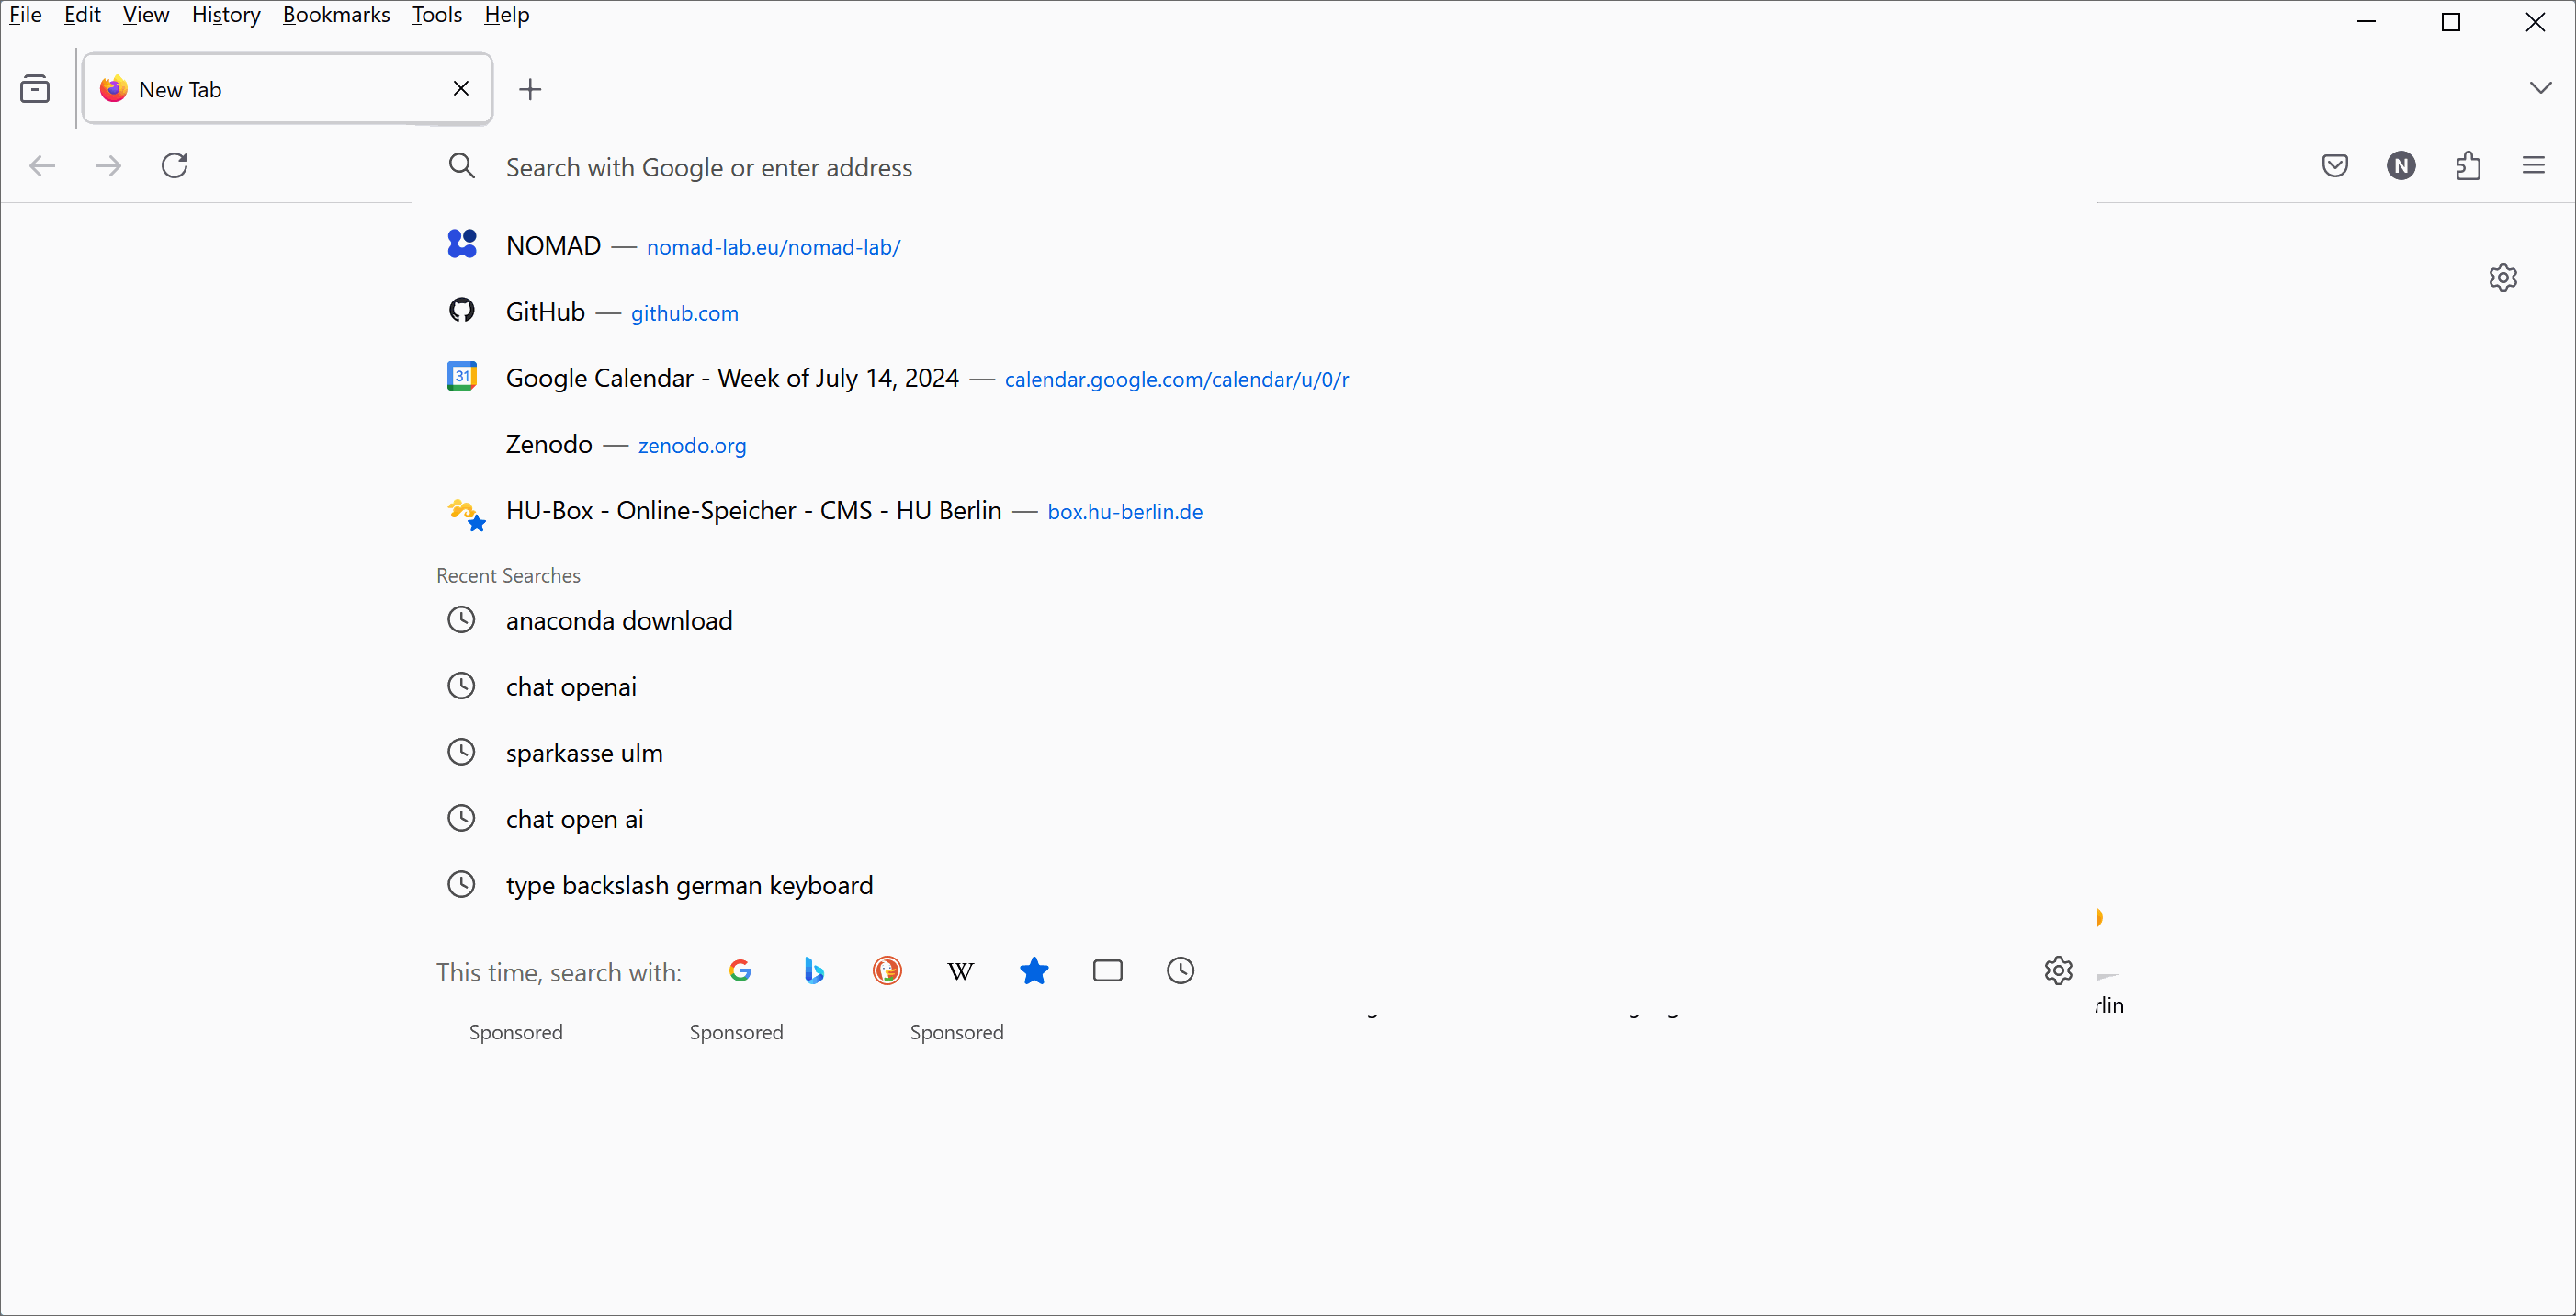 File Edit View History Bookmarks Tools Help
New Tab
Search with Google or enter address
NOMAD — nomad-lab.eu/nomad-lab/
GitHub — github.com
31 Google Calendar - Week of July 14, 2024 — calendar.google.com/calendar/u/0/r
Zenodo — zenodo.org
HU-Box - Online-Speicher - CMS - HU Berlin — box.hu-berlin.de
Recent Searches
anaconda download
chat openai
sparkasse ulm
chat open ai
type backslash german keyboard
This time, search with: W
Sponsored Sponsored Sponsored
N